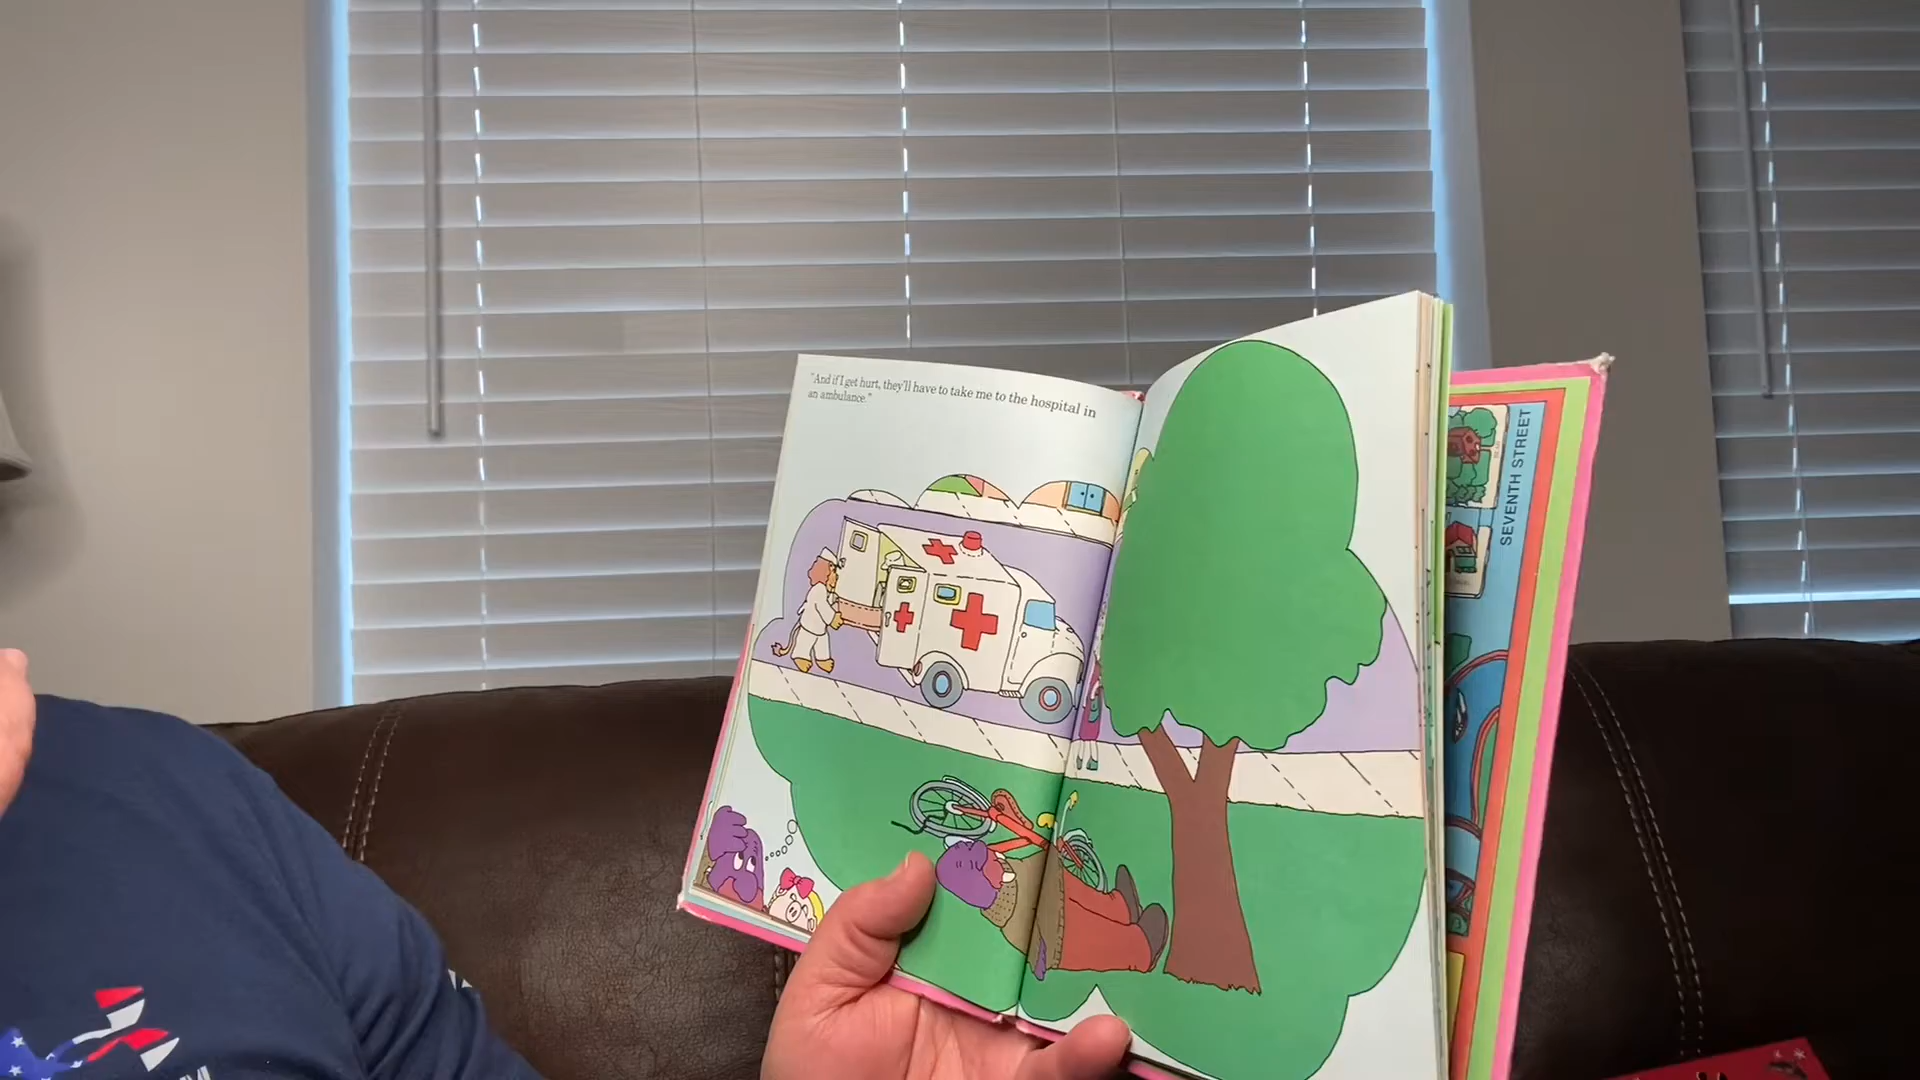 "And if I get hurt, they'll have to take me to the hospital in
an ambulance."
SEVENTH STREET